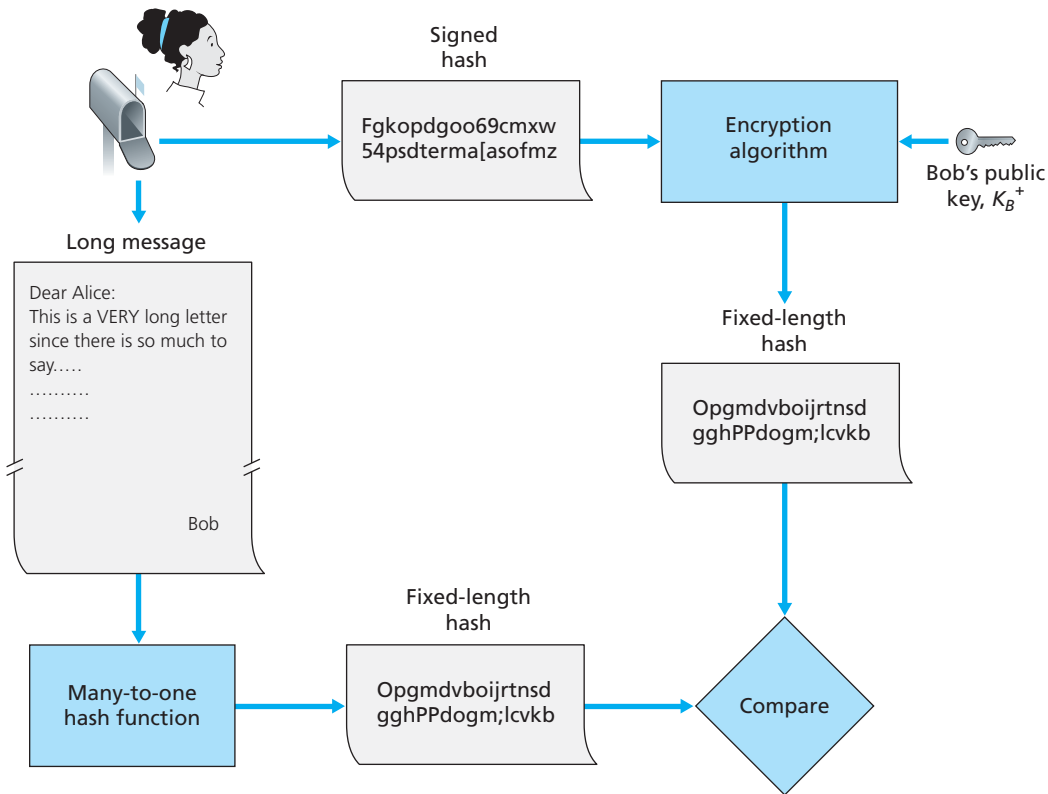 Signed
hash
Fgkopdgoo69cmxw
54psdterma[asofmz
Encryption
algorithm
Bob's public
key, K_B^+
Long message
Dear Alice:
This is a VERY long letter
since there is so much to
say.....
..........
..........
Bob
Fixed-length
hash
Opgmdvboijrtnsd
gghPPdogm;lcvkb
Many-to-one
hash function
Fixed-length
hash
Opgmdvboijrtnsd
gghPPdogm;lcvkb
Compare